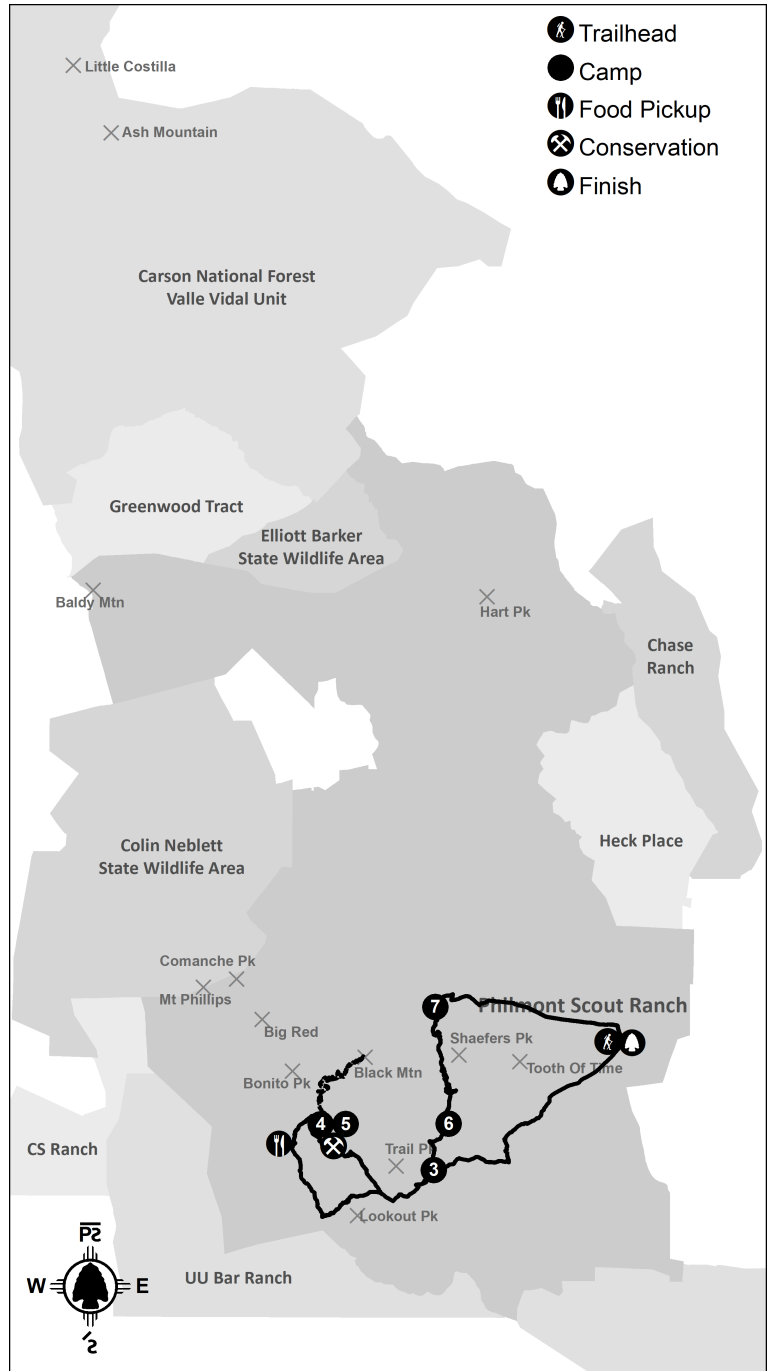 Trailhead
Camp
Food Pickup
Conservation
Finish
Little Costilla
Ash Mountain
Carson National Forest
Valle Vidal Unit
Greenwood Tract
Elliott Barker
State Wildlife Area
Baldy Mtn
Hart Pk
Chase
Ranch
Heck Place
Colin Neblett
State Wildlife Area
Comanche Pk
Mt Phillips
Big Red
Philmont Scout Ranch
7
Shaefers Pk
Tooth Of Time
Black Mtn
Bonito Pk
4
5
6
CS Ranch
Trail Pk
3
Lookout Pk
UU Bar Ranch
W
E